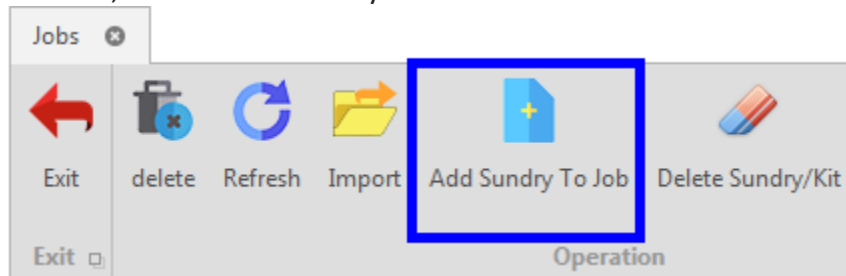 Jobs
Exit delete Refresh Import Add Sundry To Job Delete Sundry/Kit
Exit Operation